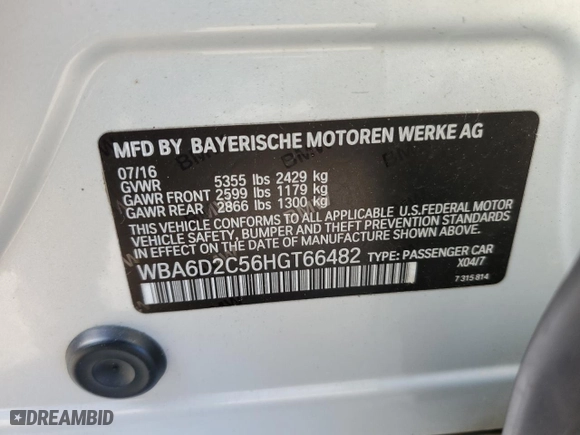 MFD BY BAYERISCHE MOTOREN WERKE AG
07/16
GVWR 5355 lbs 2429 kg
GAWR FRONT 2599 lbs 1179 kg
GAWR REAR 2866 lbs 1300 kg
THIS VEHICLE CONFORMS TO ALL APPLICABLE U.S.FEDERAL MOTOR
VEHICLE SAFETY, BUMPER AND THEFT PREVENTION STANDARDS
IN EFFECT ON THE DATE OF MANUFACTURE SHOWN ABOVE.
WBA6D2C56HGT66482 TYPE: PASSENGER CAR
X04/7
7 315 814
DREAMBID